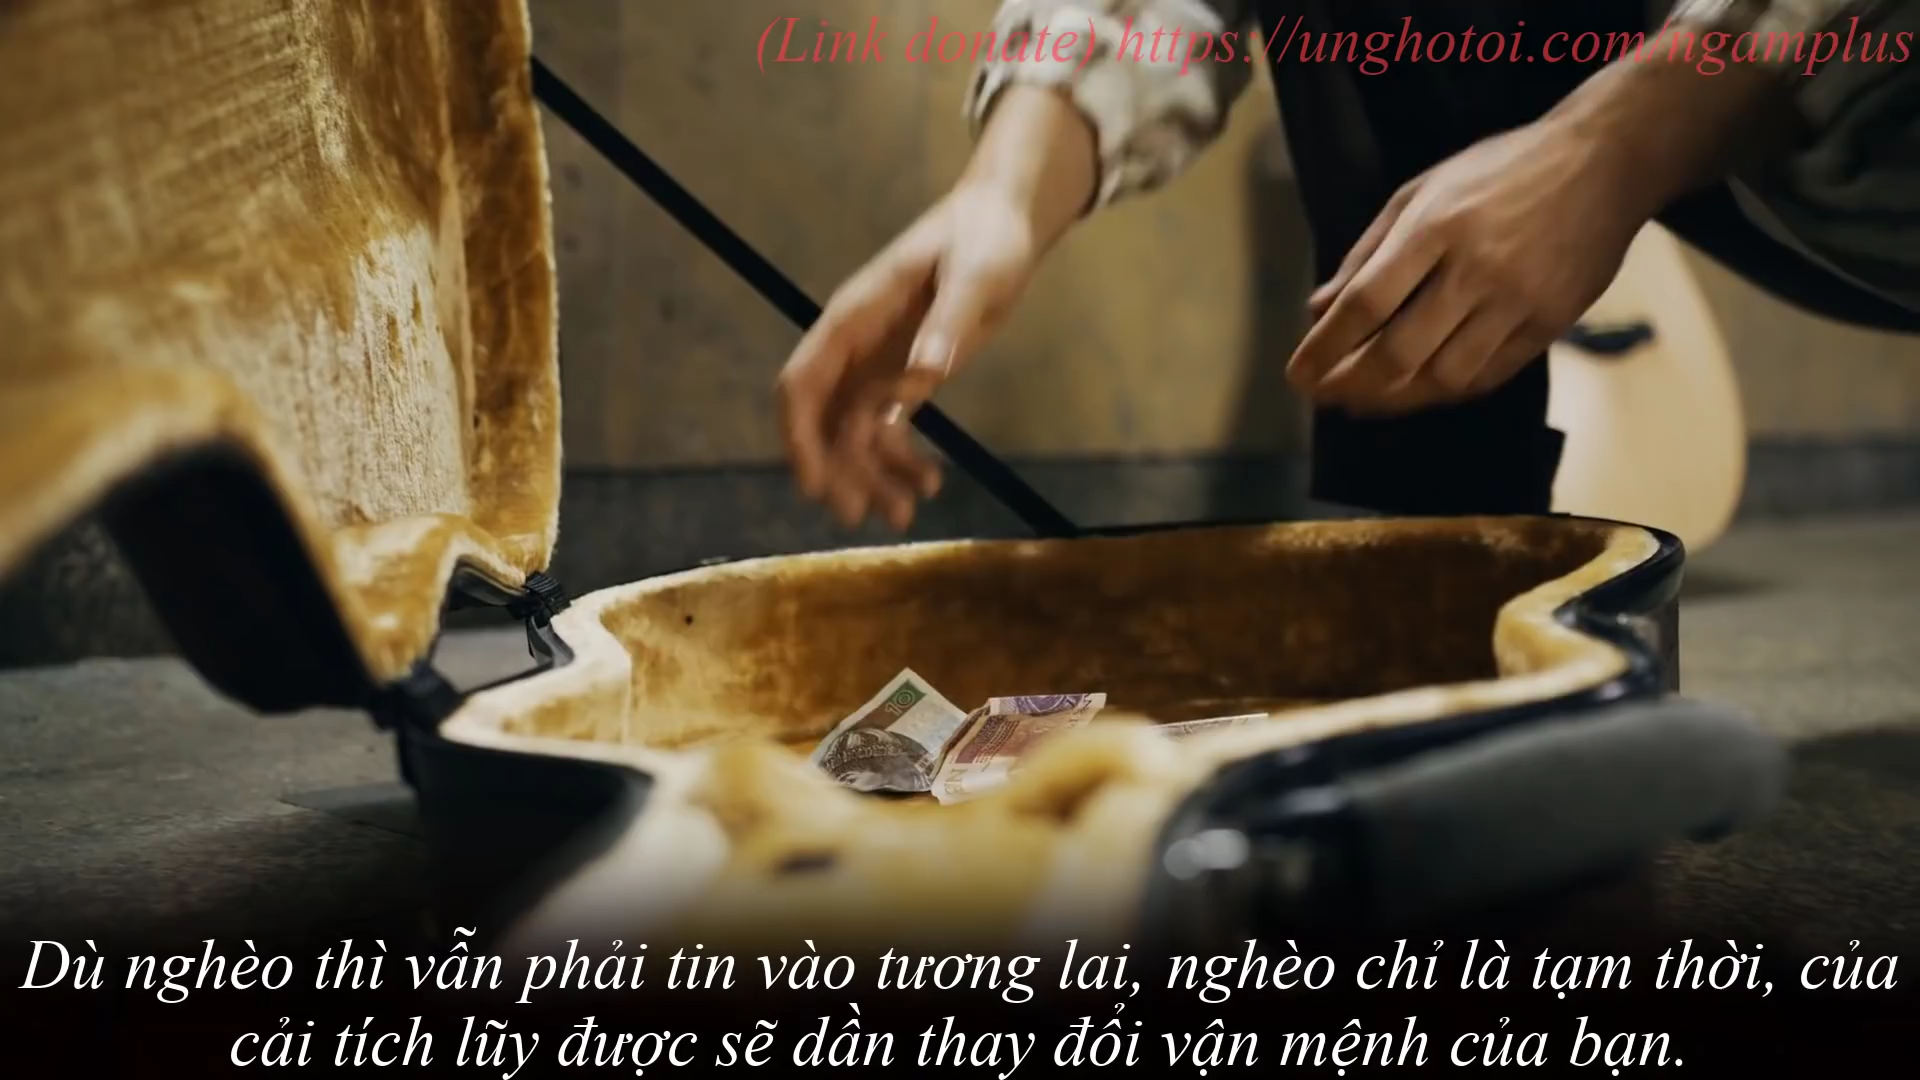 (Link donate) https://unghotoi.com/ngamplus
10
Dù nghèo thì vẫn phải tin vào tương lai, nghèo chỉ là tạm thời, của
cải tích lũy được sẽ dần thay đổi vận mệnh của bạn.